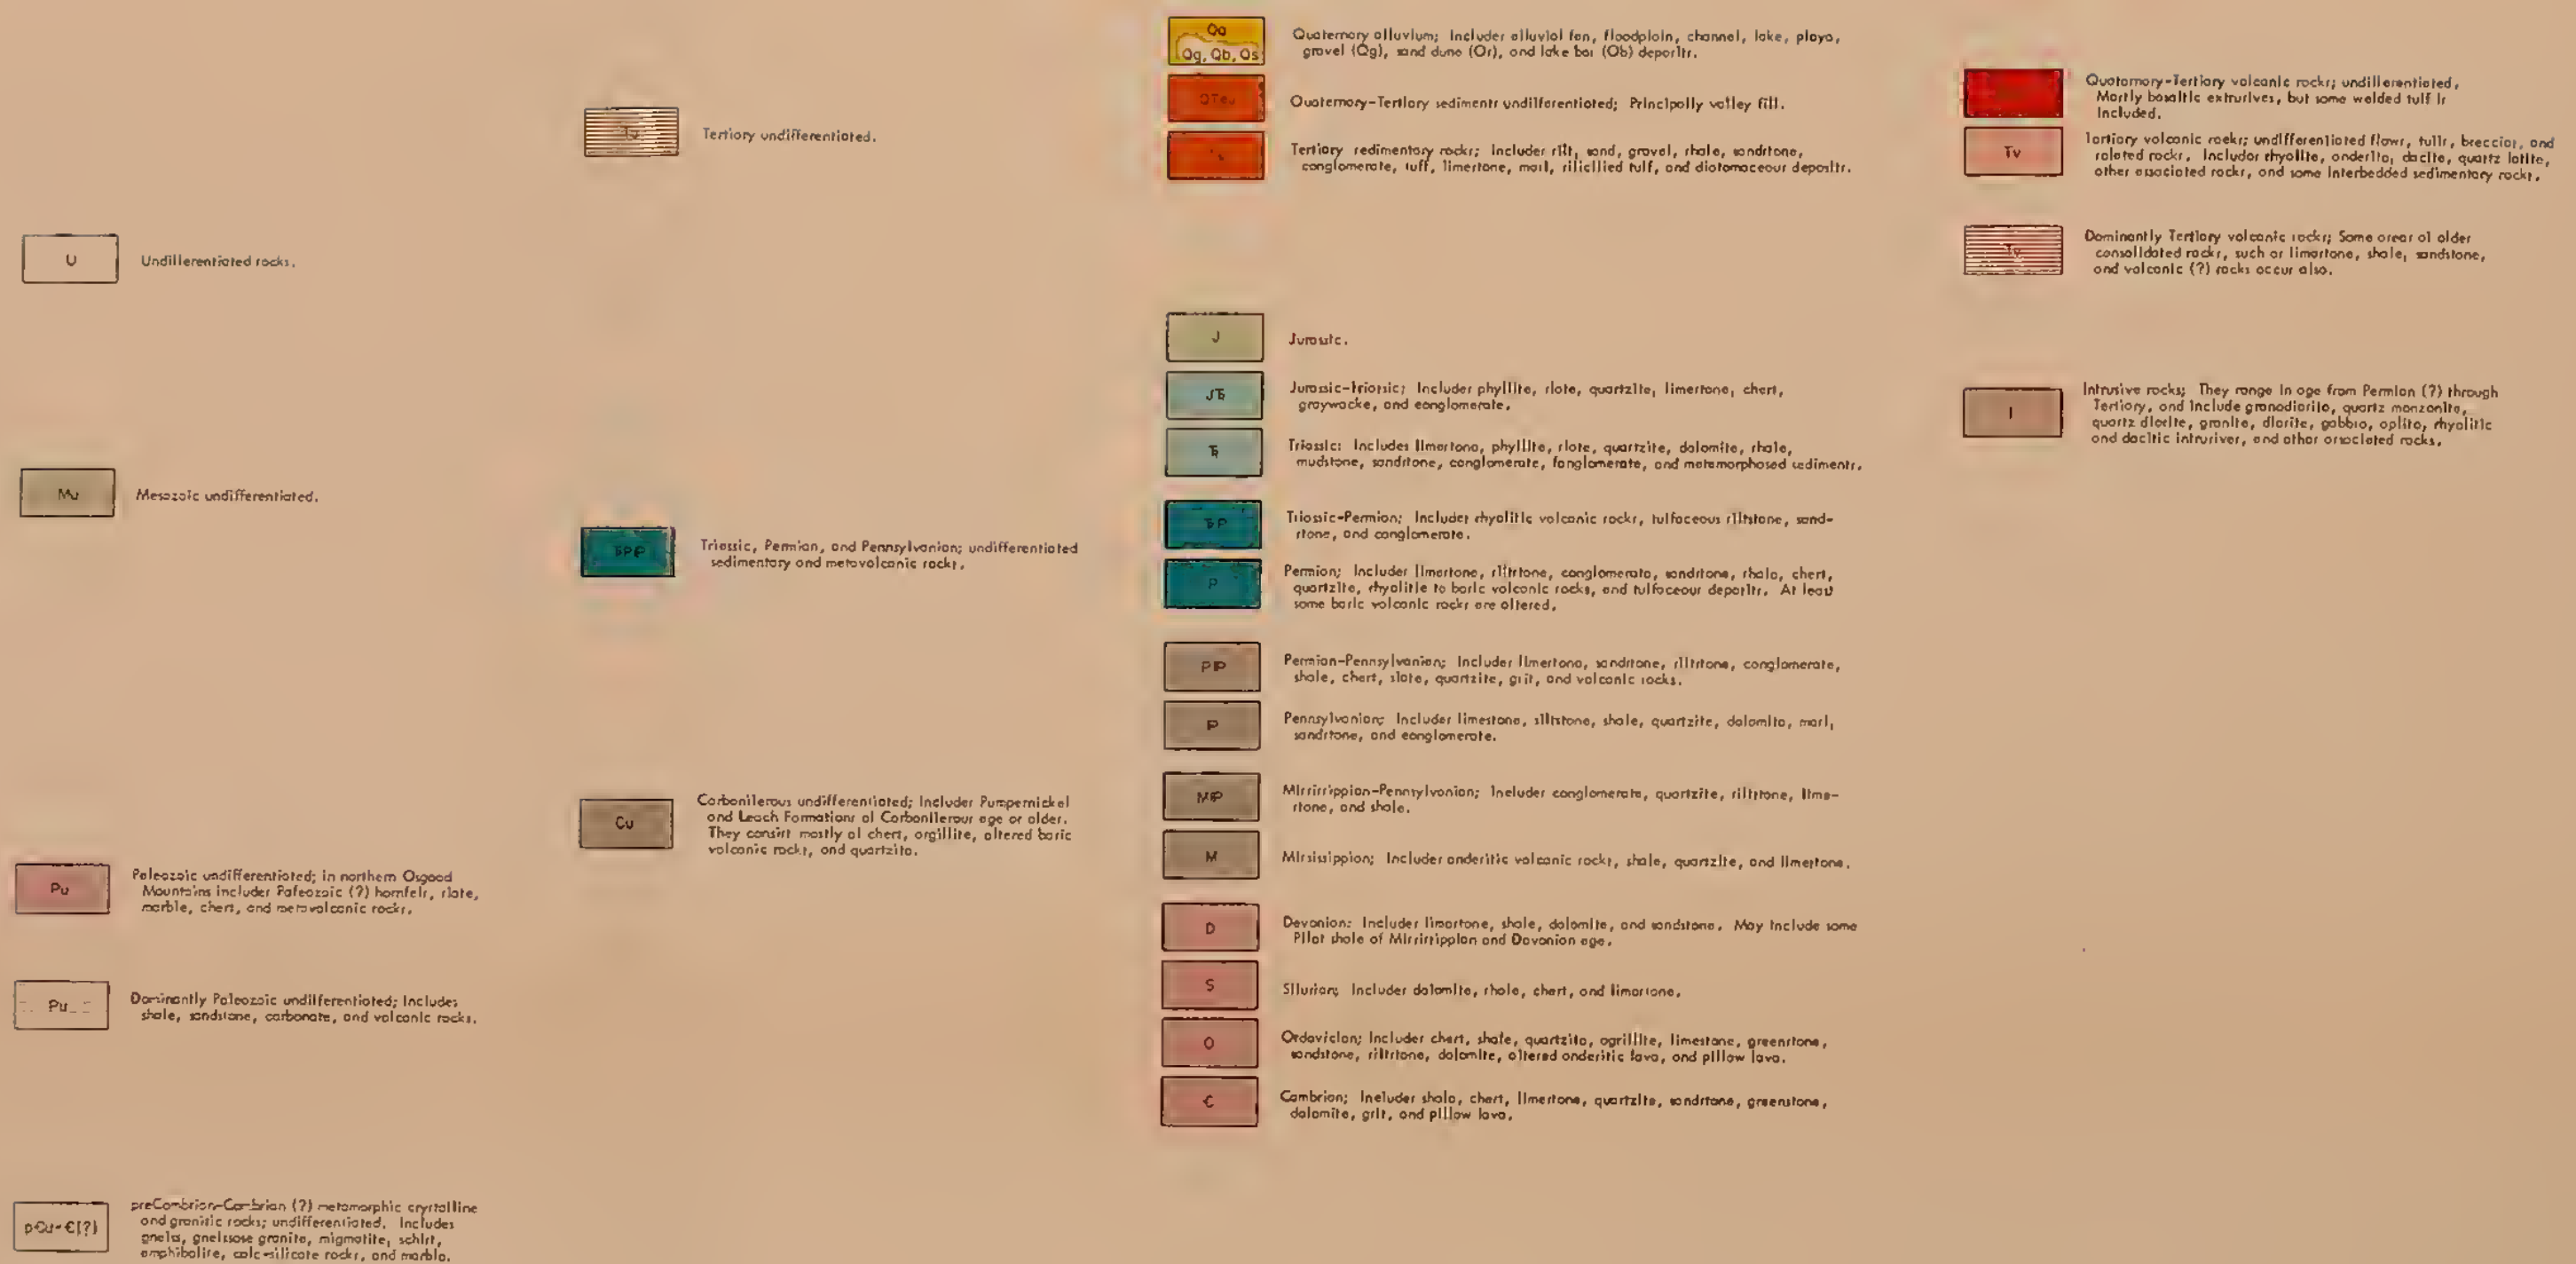 U
Undifferentiated rocks.
Mu
Mesozoic undifferentiated.
Pu
Paleozoic undifferentiated; in northern Osgood
Mountains includes Paleozoic (?) hornfels, slate,
marble, chert, and metavolcanic rocks.
Pu
Dominantly Paleozoic undifferentiated; Includes
shale, sandstone, carbonate, and volcanic rocks.
p€u-€(?)
preCambrian-Cambrian (?) metamorphic crystalline
and granitic rocks; undifferentiated. Includes
gneiss, gneissose granite, migmatite, schist,
amphibolite, calc-silicate rocks, and marble.
Tertiary undifferentiated.
Triassic, Permian, and Pennsylvanian; undifferentiated
sedimentary and metavolcanic rocks.
Cu
Carboniferous undifferentiated; Includes Pumpernickel
and Leach Formations of Carboniferous age or older.
They consist mostly of chert, argillite, altered basic
volcanic rocks, and quartzite.
Qa
Qg, Qb, Qs
Quaternary alluvium; Includes alluvial fan, floodplain, channel, lake, playa,
gravel (Qg), sand dune (Qs), and lake bar (Qb) deposits.
Quaternary-Tertiary sediments undifferentiated; Principally valley fill.
Tertiary sedimentary rocks; Includes silt, sand, gravel, shale, sandstone,
conglomerate, tuff, limestone, marl, silicified tuff, and diatomaceous deposits.
J
Jurassic.
JTR
Jurassic-Triassic; Includes phyllite, slate, quartzite, limestone, chert,
graywacke, and conglomerate.
TR
Triassic: Includes limestone, phyllite, slate, quartzite, dolomite, shale,
mudstone, sandstone, conglomerate, fanglomerate, and metamorphosed sediments.
TRP
Triassic-Permian; Includes rhyolitic volcanic rocks, tuffaceous siltstone, sand-
stone, and conglomerate.
P
Permian; Includes limestone, siltstone, conglomerate, sandstone, shale, chert,
quartzite, rhyolitic to basic volcanic rocks, and tuffaceous deposits. At least
some basic volcanic rocks are altered.
PIP
Permian-Pennsylvanian; Includes limestone, sandstone, siltstone, conglomerate,
shale, chert, slate, quartzite, grit, and volcanic rocks.
IP
Pennsylvanian; Includes limestone, siltstone, shale, quartzite, dolomite, marl,
sandstone, and conglomerate.
MIP
Mississippian-Pennsylvanian; Includes conglomerate, quartzite, siltstone, lime-
stone, and shale.
M
Mississippian; Includes andesitic volcanic rocks, shale, quartzite, and limestone.
D
Devonian: Includes limestone, shale, dolomite, and sandstone. May include some
Pilot shale of Mississippian and Devonian age.
S
Silurian; Includes dolomite, shale, chert, and limestone.
O
Ordovician; Includes chert, shale, quartzite, agrillite, limestone, greenstone,
sandstone, siltstone, dolomite, altered andesitic lava, and pillow lava.
€
Cambrian; Includes shale, chert, limestone, quartzite, sandstone, greenstone,
dolomite, grit, and pillow lava.
Quaternary-Tertiary volcanic rocks; undifferentiated.
Mostly basaltic extrusives, but some welded tuff is
included.
Tv
Tertiary volcanic rocks; undifferentiated flows, tuffs, breccias, and
related rocks. Includes rhyolite, andesite, dacite, quartz latite,
other associated rocks, and some interbedded sedimentary rocks.
Tv
Dominantly Tertiary volcanic rocks; Some areas of older
consolidated rocks, such as limestone, shale, sandstone,
and volcanic (?) rocks occur also.
I
Intrusive rocks; They range in age from Permian (?) through
Tertiary, and include granodiorite, quartz monzonite,
quartz diorite, granite, diorite, gabbro, aplite, rhyolitic
and dacitic intrusives, and other associated rocks.